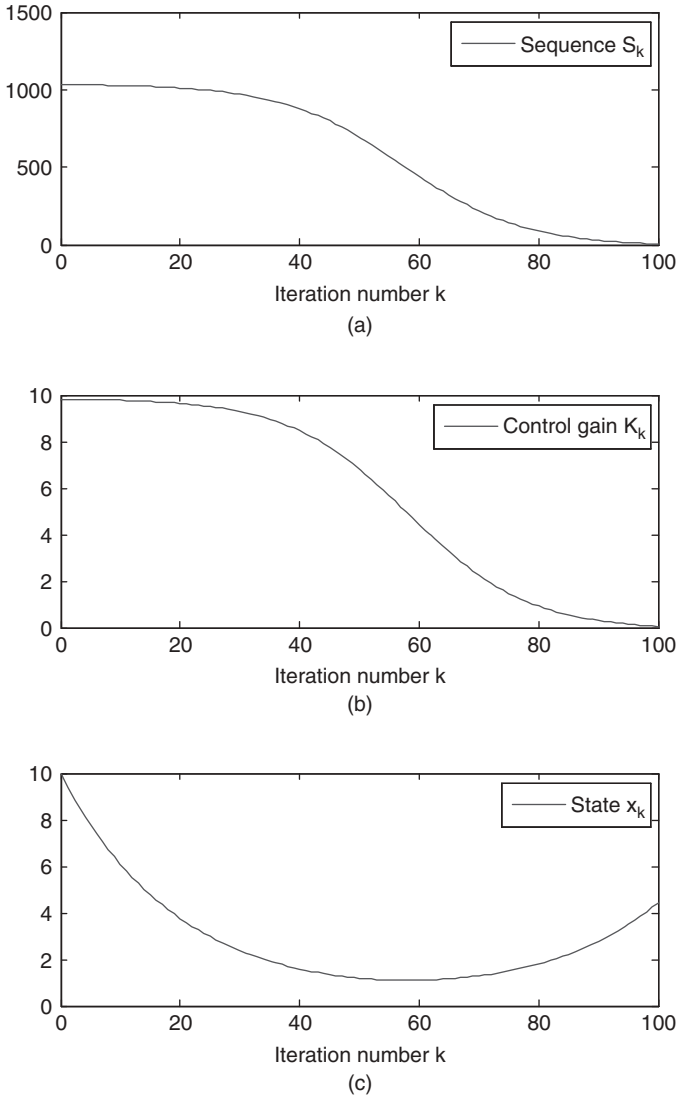 1500
1000
500
0
Sequence S_k
0 20 40 60 80 100
Iteration number k
(a)
10
8
6
4
2
0
Control gain K_k
0 20 40 60 80 100
Iteration number k
(b)
10
8
6
4
2
0
State x_k
0 20 40 60 80 100
Iteration number k
(c)